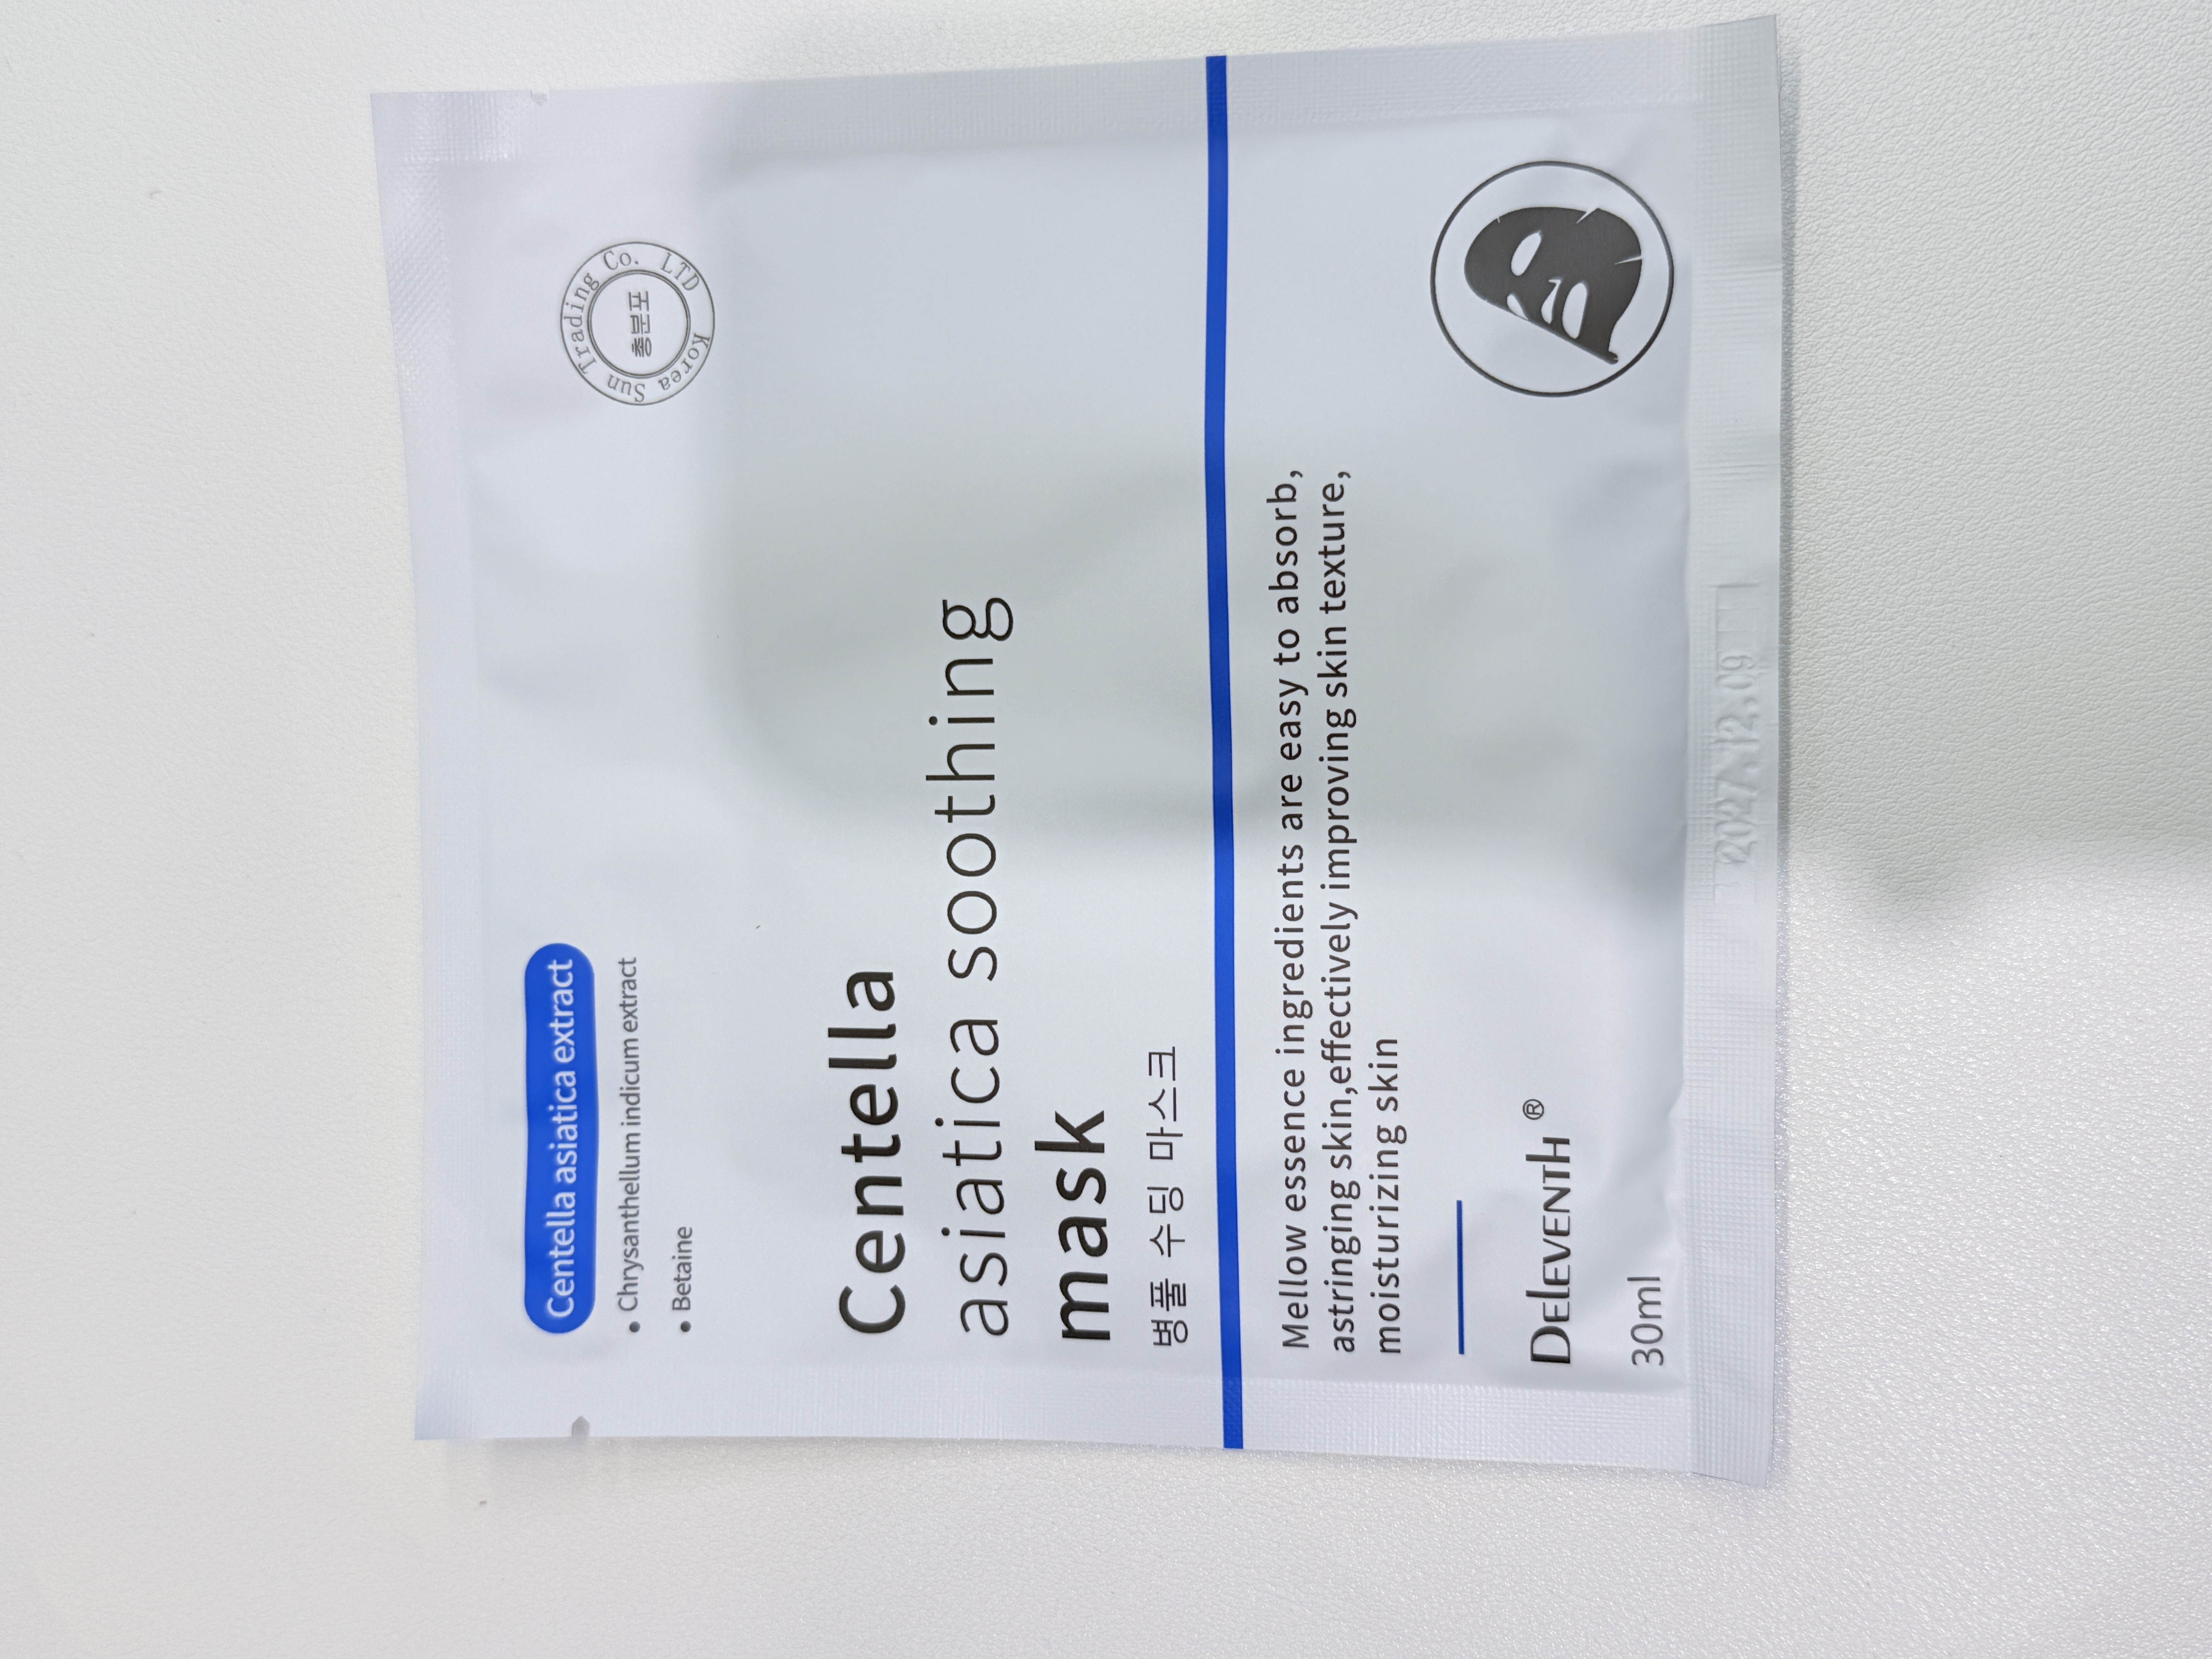 Centella asiatica extract
• Chrysanthellum indicum extract
• Betaine
Korea Sun Trading Co. LTD
총분포
Centella
asiatica soothing
mask
병풀 수딩 마스크
Mellow essence ingredients are easy to absorb,
astringing skin,effectively improving skin texture,
moisturizing skin
DELEVENTH ®
30ml
2027.12.09